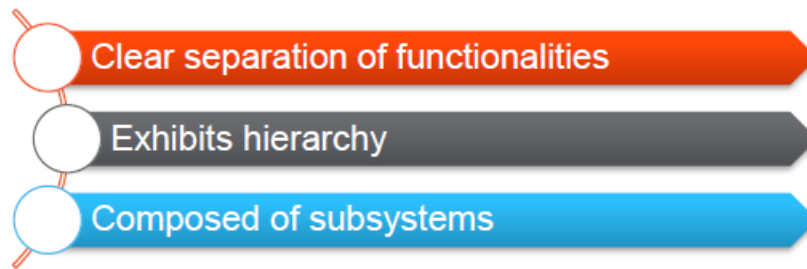 Clear separation of functionalities
Exhibits hierarchy
Composed of subsystems